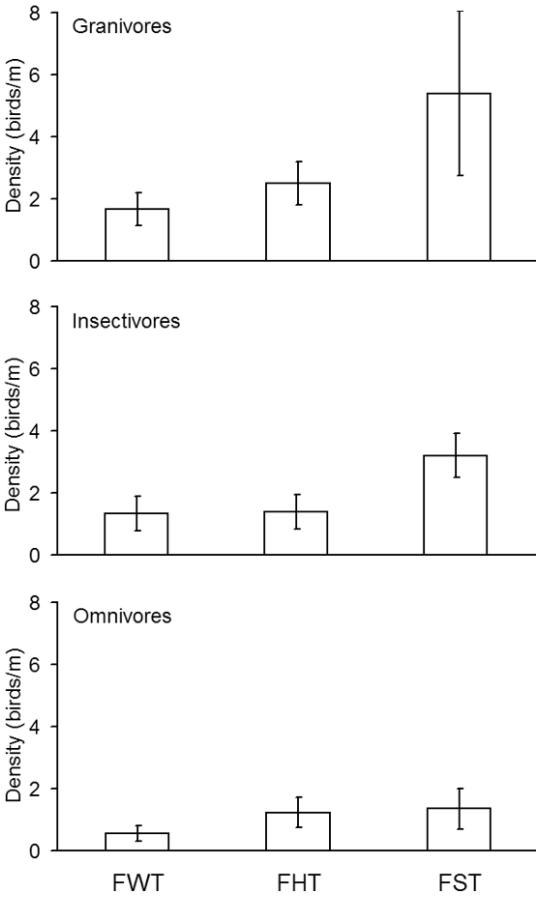 Granivores
Density (birds/m)
8
6
4
2
0
Insectivores
Density (birds/m)
8
6
4
2
0
Omnivores
Density (birds/m)
8
6
4
2
0
FWT FHT FST